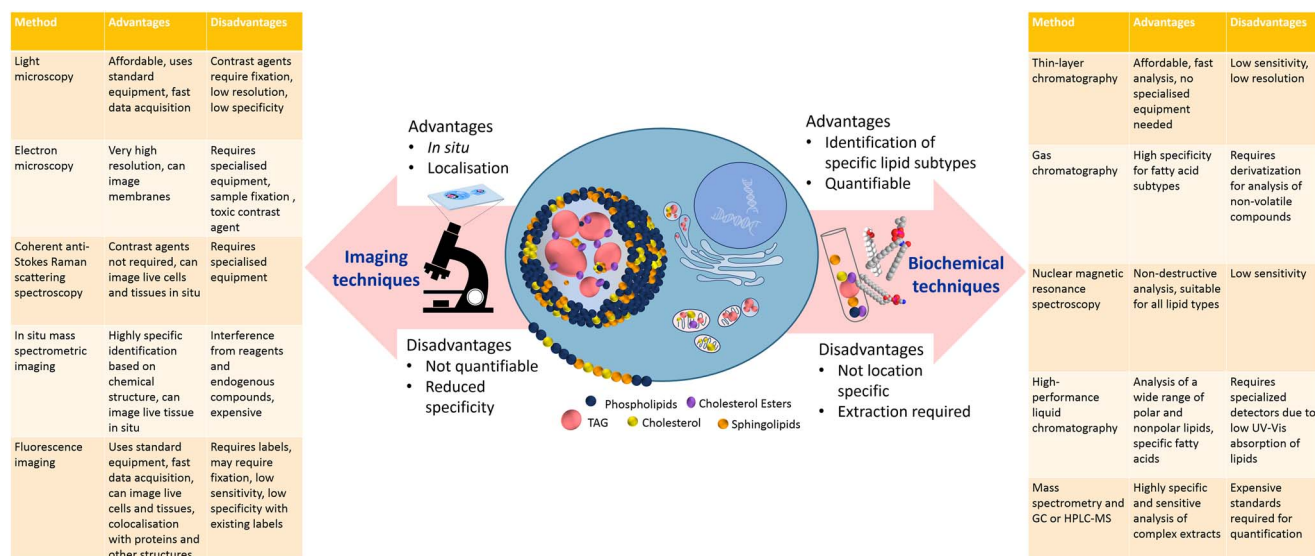 Method Advantages Disadvantages
Light
microscopy
Affordable, uses
standard
equipment, fast
data acquisition
Contrast agents
require fixation,
low resolution,
low specificity
Electron
microscopy
Very high
resolution, can
image
membranes
Requires
specialised
equipment,
sample fixation ,
toxic contrast
agent
Coherent anti-
Stokes Raman
scattering
spectroscopy
Contrast agents
not required, can
image live cells
and tissues in situ
Requires
specialised
equipment
In situ mass
spectrometric
imaging
Highly specific
identification
based on
chemical
structure, can
image live tissue
in situ
Interference
from reagents
and
endogenous
compounds,
expensive
Fluorescence
imaging
Uses standard
equipment, fast
data acquisition,
can image live
cells and tissues,
colocalisation
with proteins and
other structures
Requires labels,
may require
fixation, low
sensitivity, low
specificity with
existing labels
Advantages
• In situ
• Localisation
Imaging
techniques
Disadvantages
• Not quantifiable
• Reduced
specificity
Phospholipids Cholesterol Esters
TAG Cholesterol Sphingolipids
Advantages
• Identification of
specific lipid subtypes
• Quantifiable
Biochemical
techniques
Disadvantages
• Not location
specific
• Extraction required
Method Advantages Disadvantages
Thin-layer
chromatography
Affordable, fast
analysis, no
specialised
equipment
needed
Low sensitivity,
low resolution
Gas
chromatography
High specificity
for fatty acid
subtypes
Requires
derivatization
for analysis of
non-volatile
compounds
Nuclear magnetic
resonance
spectroscopy
Non-destructive
analysis, suitable
for all lipid types
Low sensitivity
High-
performance
liquid
chromatography
Analysis of a
wide range of
polar and
nonpolar lipids,
specific fatty
acids
Requires
specialized
detectors due to
low UV-Vis
absorption of
lipids
Mass
spectrometry and
GC or HPLC-MS
Highly specific
and sensitive
analysis of
complex extracts
Expensive
standards
required for
quantification